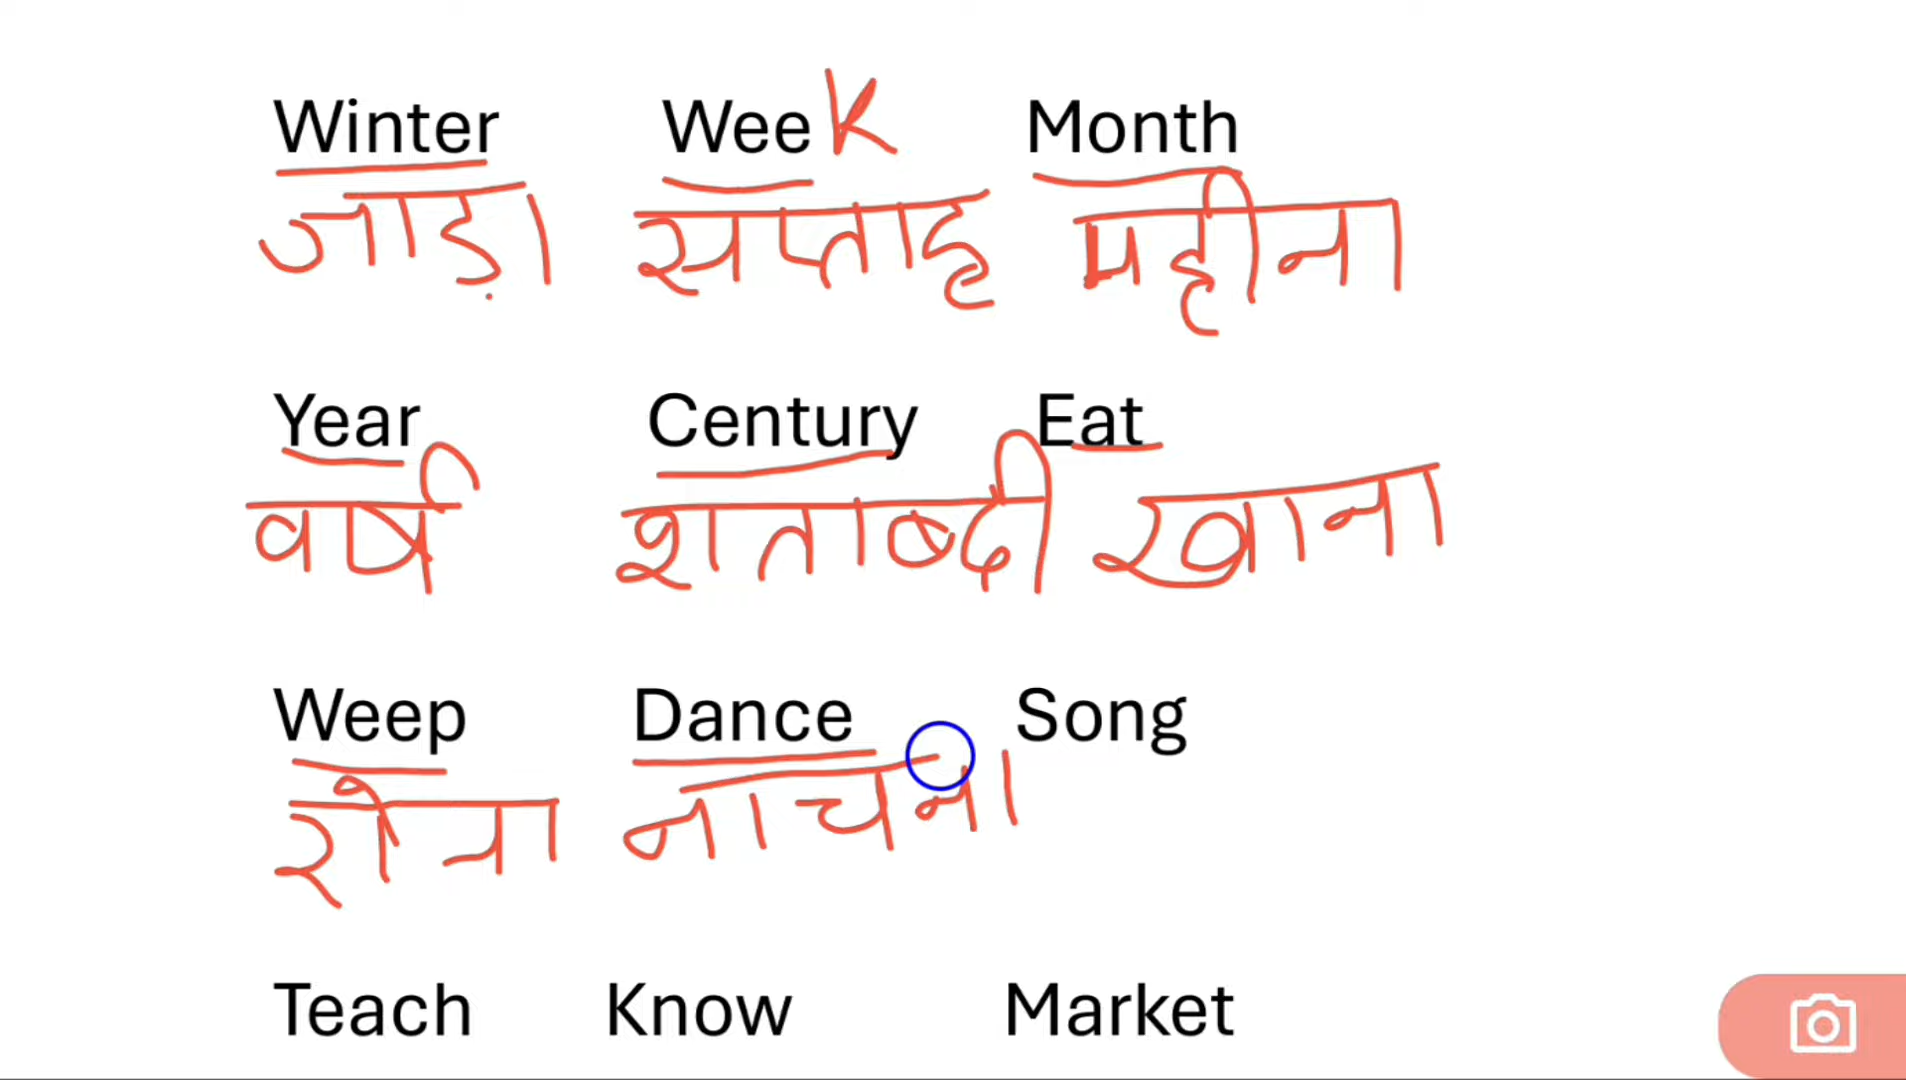 Winter Week Month
जाड़ा सप्ताह महीना
Year Century Eat
वर्ष शताब्दी खाना
Weep Dance Song
रोना नाचना
Teach Know Market